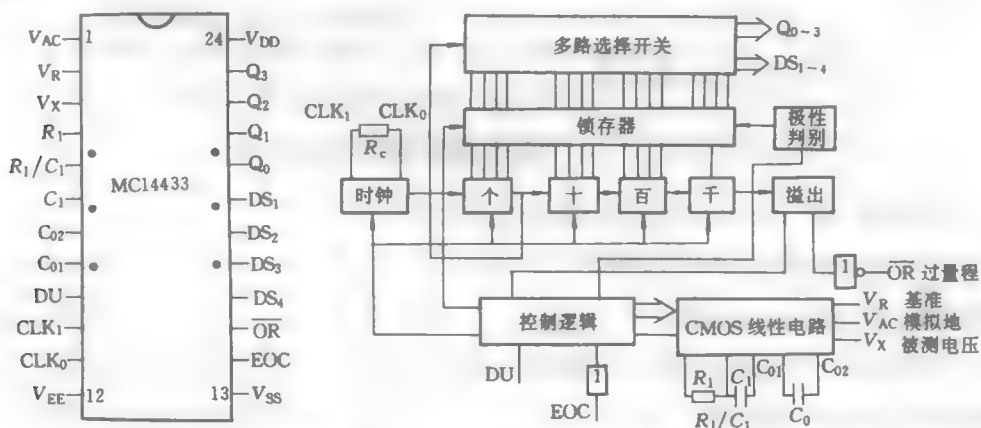 V_AC 1
V_R
V_X
R_1
R_1/C_1
C_1
C_02
C_01
DU
CLK_1
CLK_0
V_EE 12
MC14433
24 V_DD
Q_3
Q_2
Q_1
Q_0
DS_1
DS_2
DS_3
DS_4
\overline{OR}
EOC
13 V_SS
多路选择开关
Q_0~3
DS_1~4
CLK_1 CLK_0
R_c
锁存器
极性
判别
时钟 个 十 百 千 溢出
1 \overline{OR} 过量程
控制逻辑
CMOS 线性电路
V_R 基准
V_AC 模拟地
V_X 被测电压
DU
1
EOC
R_1 C_1 C_01 C_02
R_1/C_1 C_0